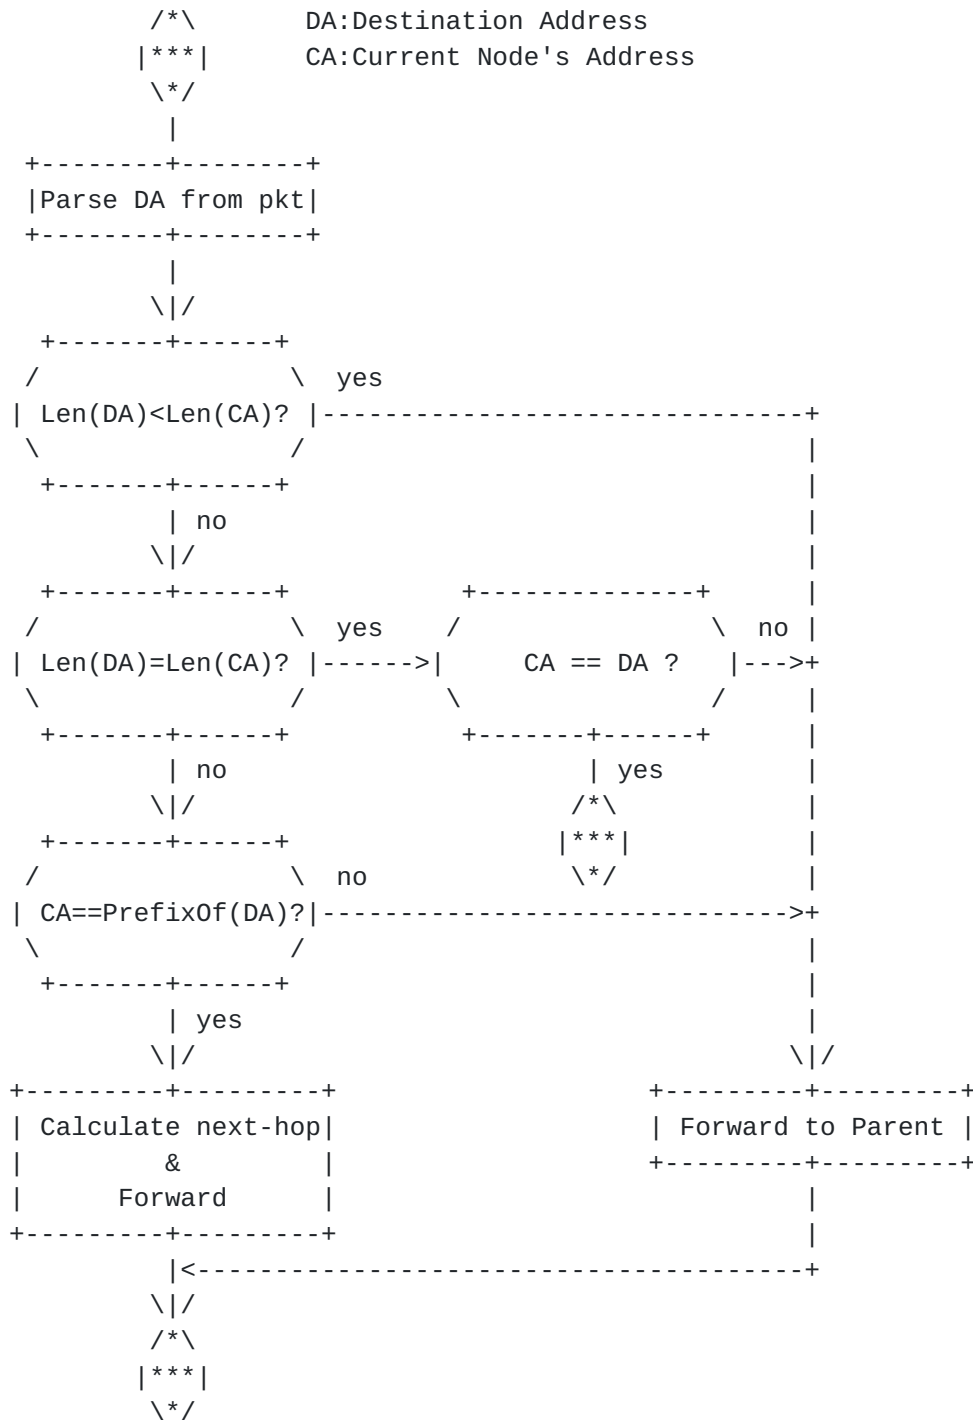 /*\       DA:Destination Address
        |***|      CA:Current Node's Address
         \*/
          |
 +--------+--------+
 |Parse DA from pkt|
 +--------+--------+
          |
         \|/
  +-------+------+
 /                \  yes
| Len(DA)<Len(CA)? |-------------------------------+
 \                /                                |
  +-------+------+                                 |
          | no                                     |
         \|/                                       |
  +-------+------+           +--------------+      |
 /                \  yes    /                \  no |
| Len(DA)=Len(CA)? |------>|     CA == DA ?   |--->+
 \                /         \                /     |
  +-------+------+           +-------+------+      |
          | no                       | yes         |
         \|/                        /*\            |
  +-------+------+                 |***|           |
 /                \  no             \*/            |
| CA==PrefixOf(DA)?|------------------------------>+
 \                /                                |
  +-------+------+                                 |
          | yes                                    |
         \|/                                      \|/
+---------+---------+                    +---------+---------+
| Calculate next-hop|                    | Forward to Parent |
|         &         |                    +---------+---------+
|      Forward      |                              |
+---------+---------+                              |
          |<---------------------------------------+
         \|/
         /*\
        |***|
         \*/